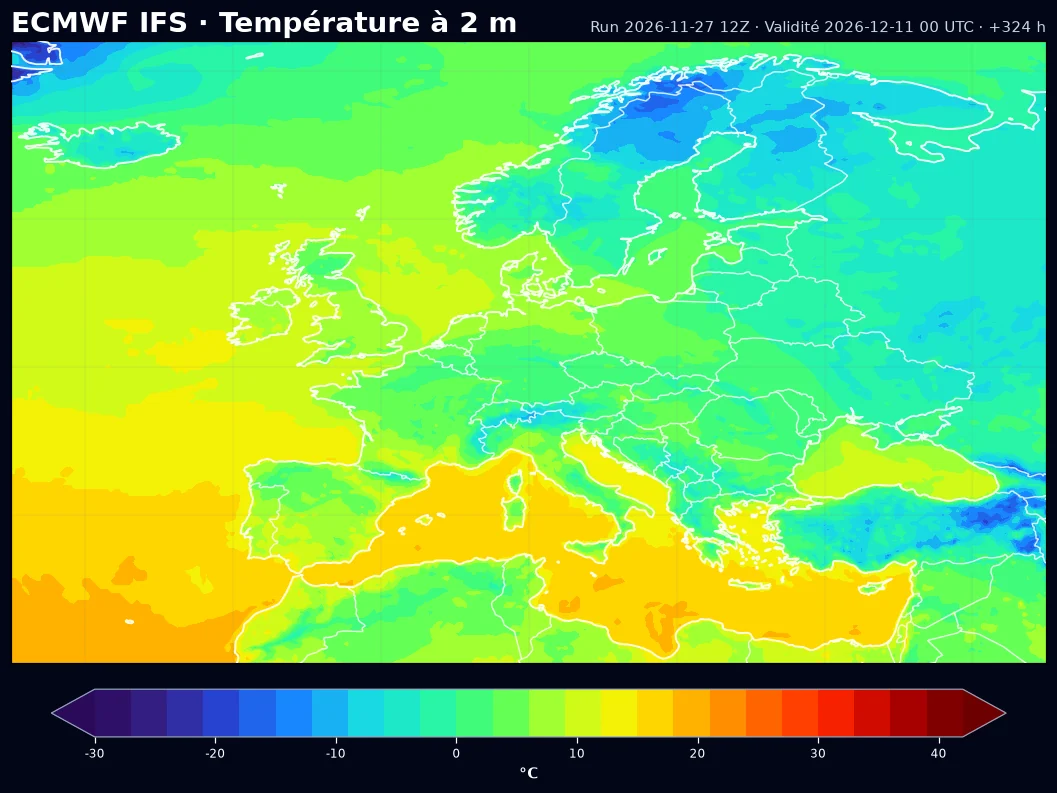 ECMWF IFS · Température à 2 m
Run 2026-11-27 12Z · Validité 2026-12-11 00 UTC · +324 h
-30 -20 -10 0 10 20 30 40
°C